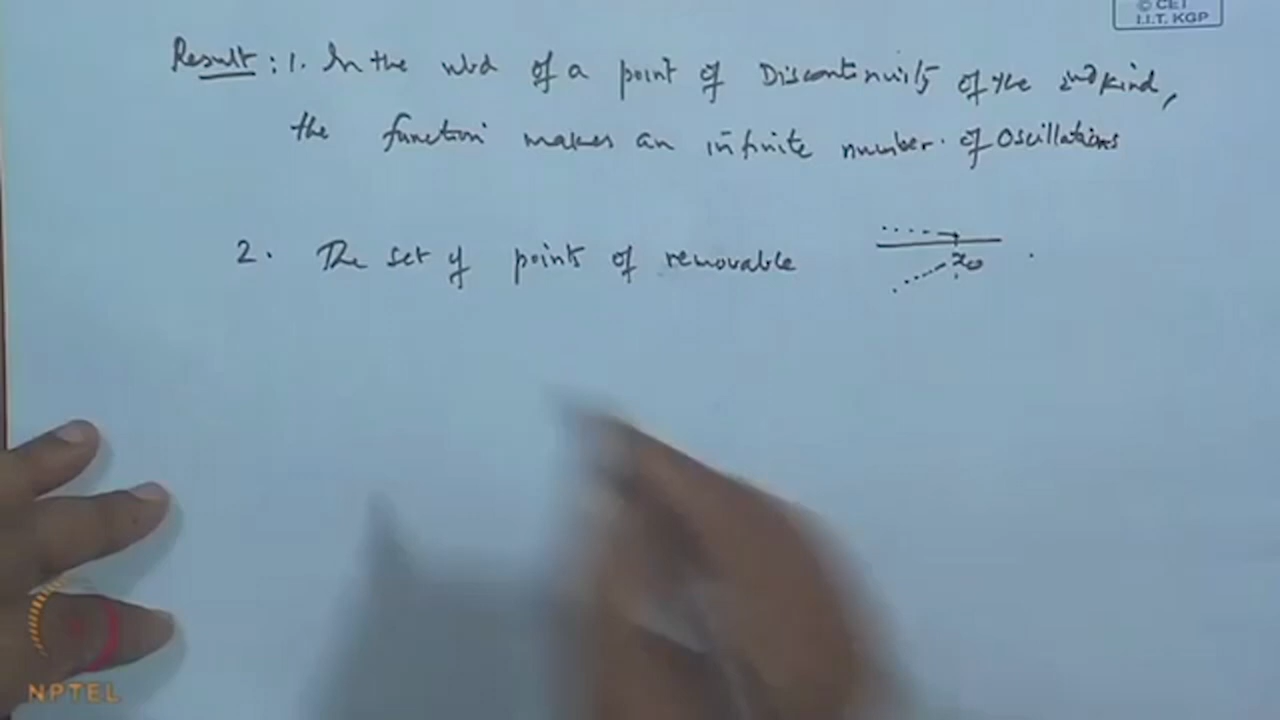 © CET
I.I.T. KGP
Result: 1. In the nbd of a point of Discontinuity of the 2nd kind,
the function makes an infinite number of Oscillations
2. The set of points of removable
x₀
NPTEL